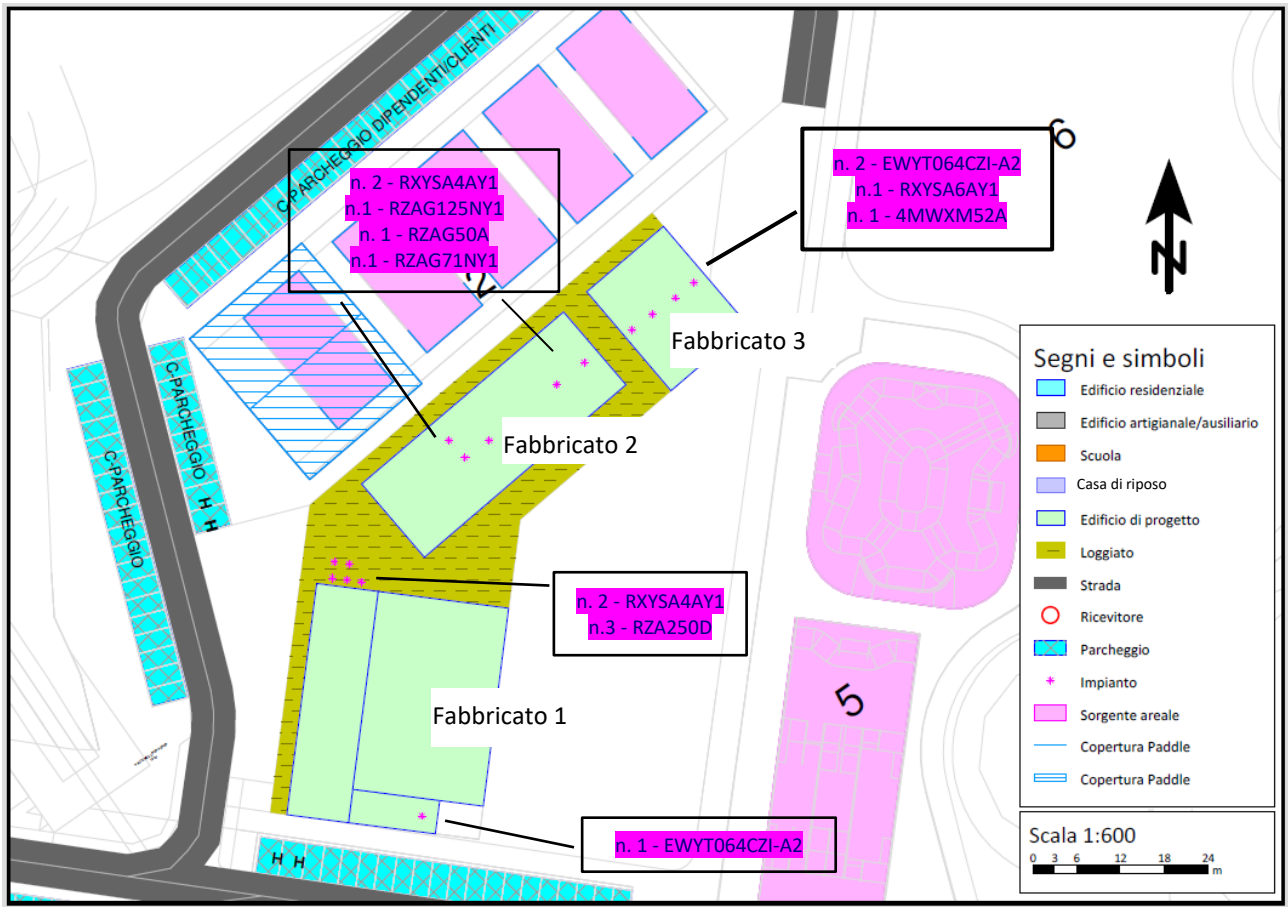 C-PARCHEGGIO DIPENDENTI/CLIENTI
6
n. 2 - EWYT064CZI-A2
n.1 - RXYSA6AY1
n. 1 - 4MWXM52A
n. 2 - RXYSA4AY1
n.1 - RZAG125NY1
n. 1 - RZAG50A
n.1 - RZAG71NY1
N
Fabbricato 3
C-PARCHEGGIO
H H
C-PARCHEGGIO
Fabbricato 2
n. 2 - RXYSA4AY1
n.3 - RZA250D
5
Fabbricato 1
n. 1 - EWYT064CZI-A2
H H
Segni e simboli
Edificio residenziale
Edificio artigianale/ausiliario
Scuola
Casa di riposo
Edificio di progetto
Loggiato
Strada
Ricevitore
Parcheggio
Impianto
Sorgente areale
Copertura Paddle
Copertura Paddle
Scala 1:600
0 3 6 12 18 24
m